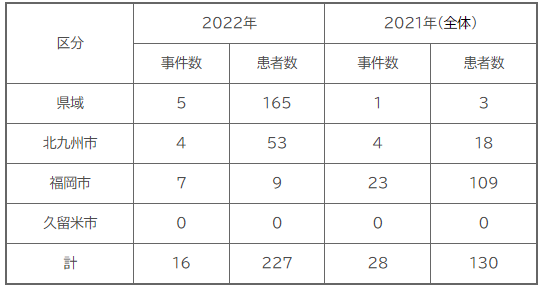 区分 2022年 2021年(全体)
事件数 患者数 事件数 患者数
県域 5 165 1 3
北九州市 4 53 4 18
福岡市 7 9 23 109
久留米市 0 0 0 0
計 16 227 28 130